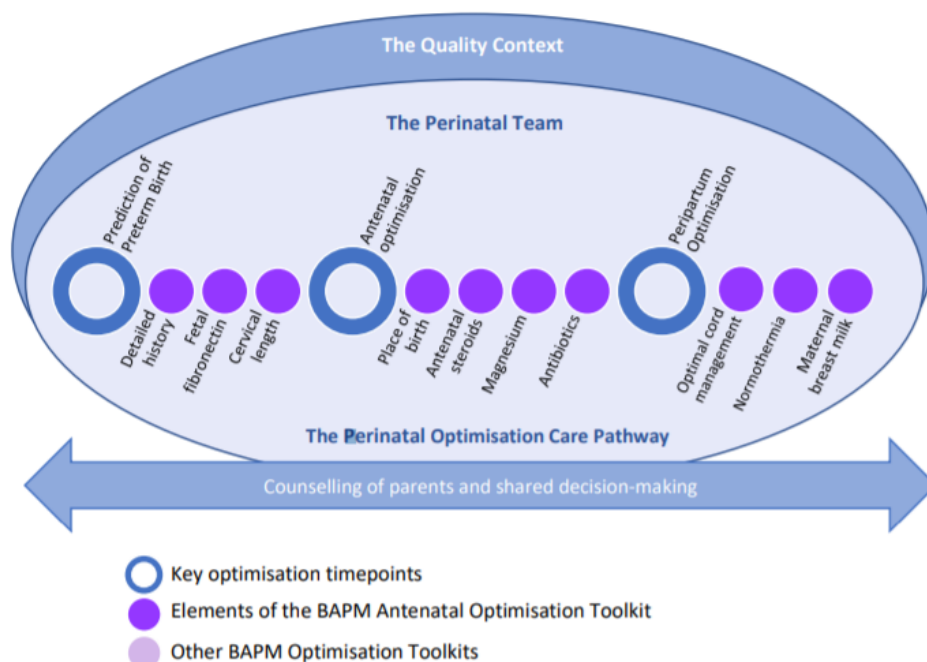 The Quality Context
The Perinatal Team
Prediction of
Preterm Birth
Antenatal
optimisation
Peripartum
Optimisation
Detailed
history
Fetal
fibronectin
Cervical
length
Place of
birth
Antenatal
steroids
Magnesium
Antibiotics
Optimal cord
management
Normothermia
Maternal
breast milk
The Perinatal Optimisation Care Pathway
Counselling of parents and shared decision-making
Key optimisation timepoints
Elements of the BAPM Antenatal Optimisation Toolkit
Other BAPM Optimisation Toolkits